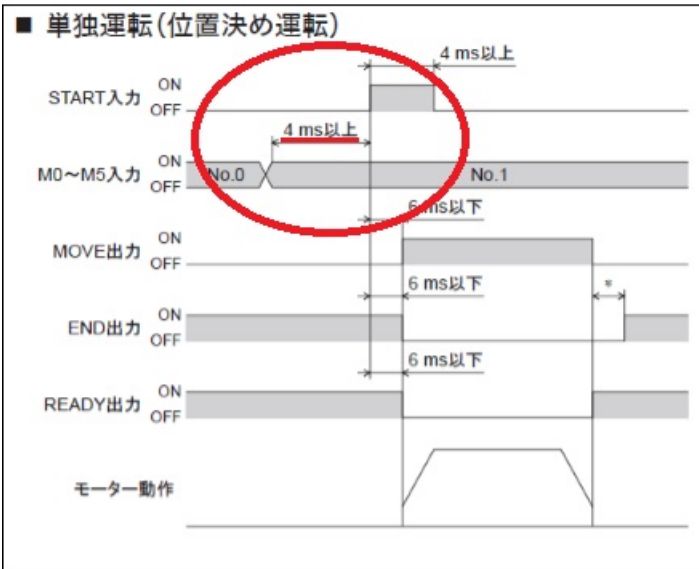 ■ 単独運転(位置決め運転)
4 ms以上
START入力 ON
OFF
4 ms以上
M0～M5入力 ON
OFF
No.0
No.1
6 ms以下
MOVE出力 ON
OFF
6 ms以下
*
END出力 ON
OFF
6 ms以下
READY出力 ON
OFF
モーター動作